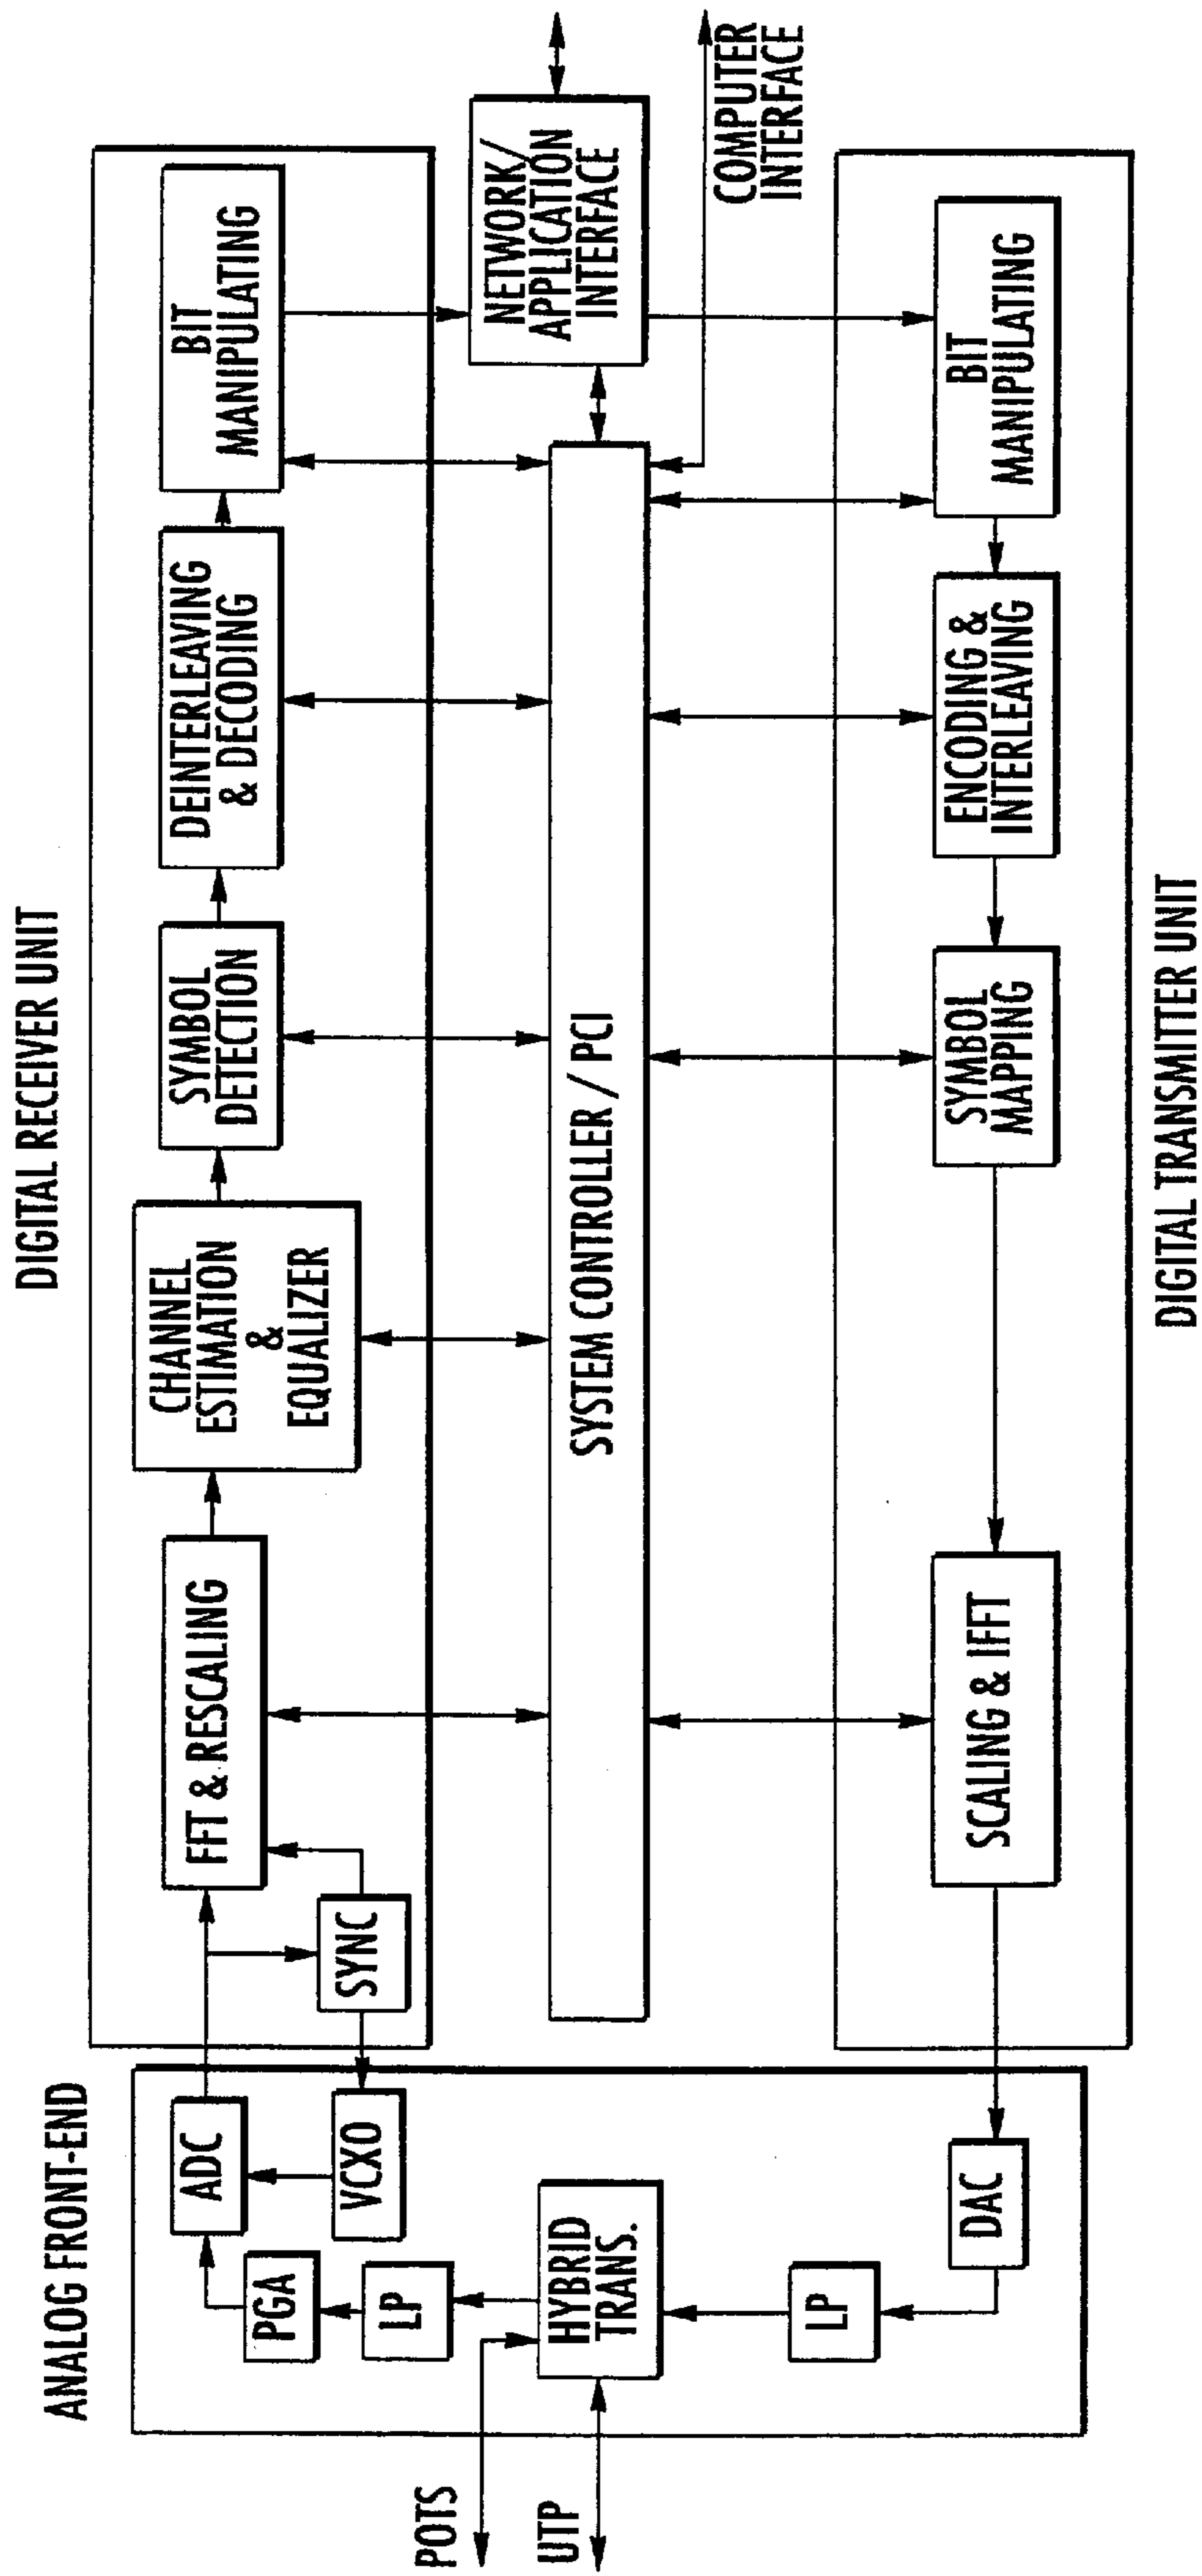 ANALOG FRONT-END
DIGITAL RECEIVER UNIT
ADC
FFT & RESCALING
CHANNEL
ESTIMATION
&
EQUALIZER
SYMBOL
DETECTION
DEINTERLEAVING
& DECODING
BIT
MANIPULATING
PGA
VCXO
SYNC
LP
POTS
UTP
HYBRID
TRANS.
SYSTEM CONTROLLER / PCI
NETWORK/
APPLICATION
INTERFACE
COMPUTER
INTERFACE
LP
DAC
SCALING & IFFT
SYMBOL
MAPPING
ENCODING &
INTERLEAVING
BIT
MANIPULATING
DIGITAL TRANSMITTER UNIT